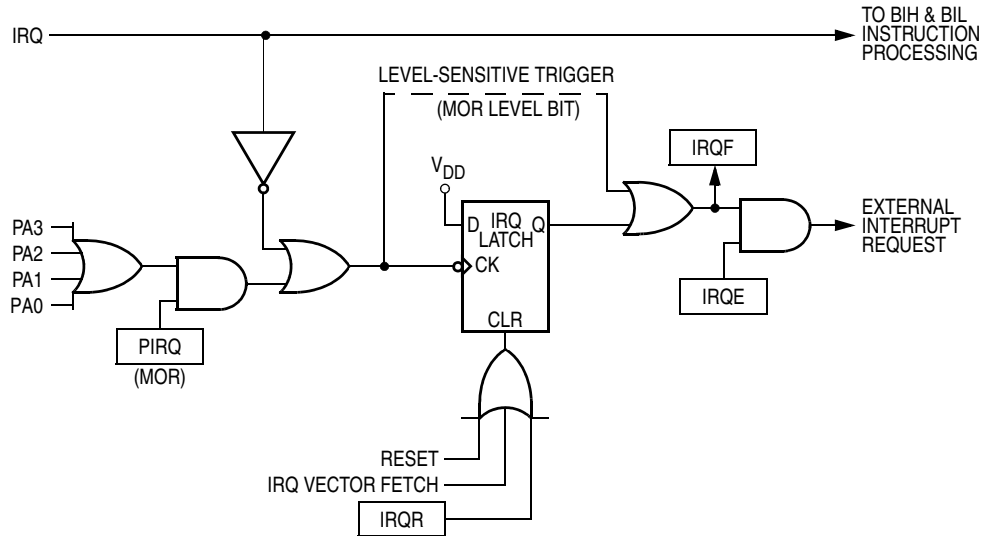 TO BIH & BIL
INSTRUCTION
PROCESSING
IRQ
LEVEL-SENSITIVE TRIGGER
(MOR LEVEL BIT)
IRQF
VDD
D IRQ Q
LATCH
CK
CLR
EXTERNAL
INTERRUPT
REQUEST
PA3
PA2
PA1
PA0
IRQE
PIRQ
(MOR)
RESET
IRQ VECTOR FETCH
IRQR